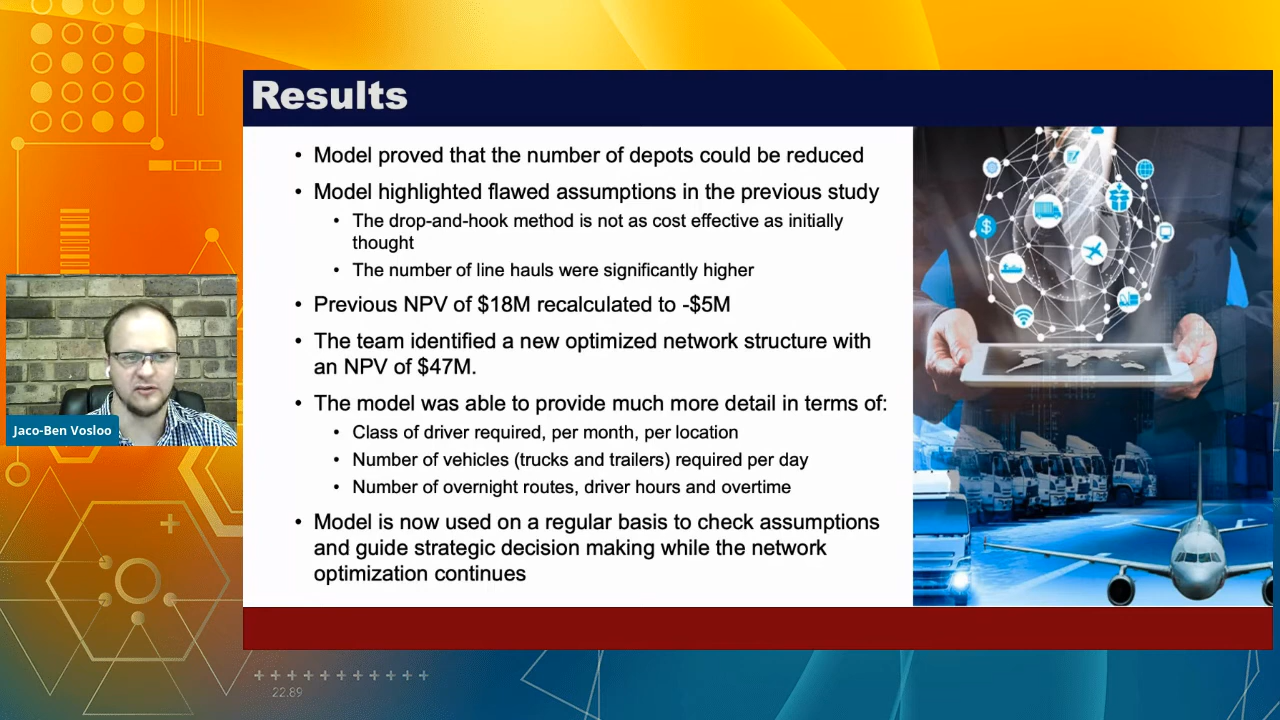 Results
• Model proved that the number of depots could be reduced
• Model highlighted flawed assumptions in the previous study
• The drop-and-hook method is not as cost effective as initially
thought
• The number of line hauls were significantly higher
• Previous NPV of $18M recalculated to -$5M
• The team identified a new optimized network structure with
an NPV of $47M.
• The model was able to provide much more detail in terms of:
• Class of driver required, per month, per location
• Number of vehicles (trucks and trailers) required per day
• Number of overnight routes, driver hours and overtime
• Model is now used on a regular basis to check assumptions
and guide strategic decision making while the network
optimization continues
Jaco-Ben Vosloo
22.89